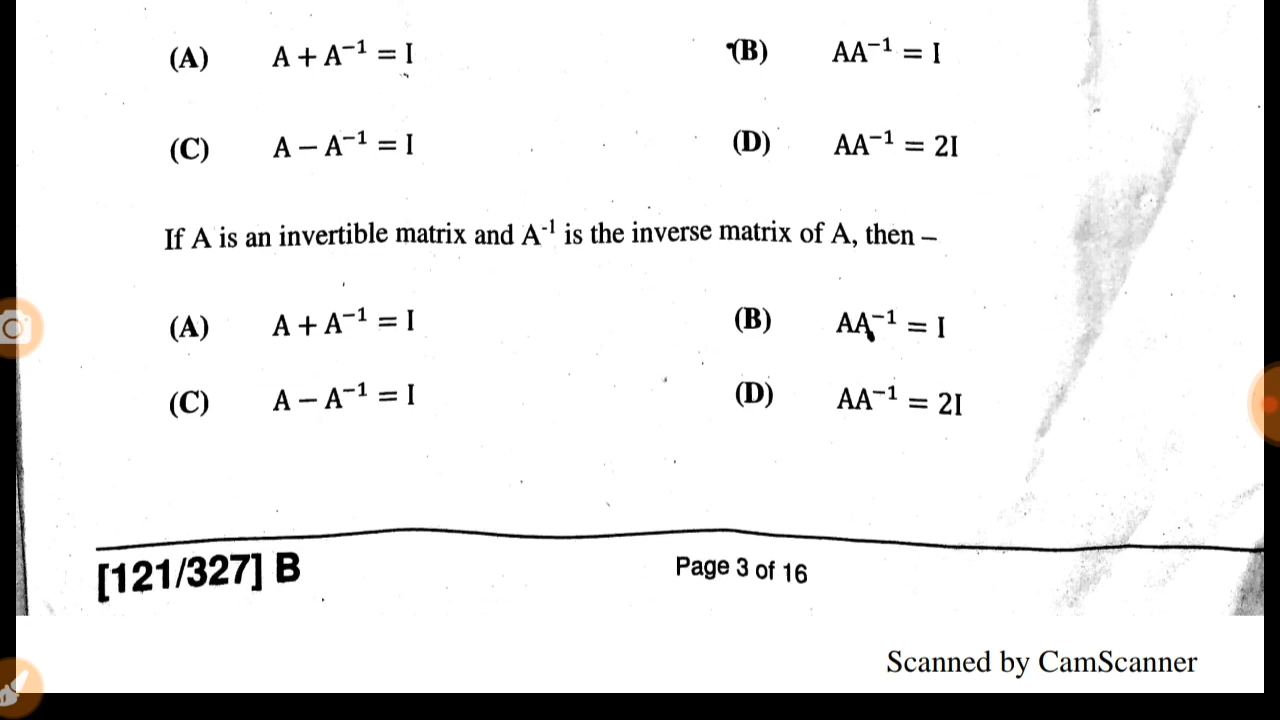 (A) A + A⁻¹ = I (B) AA⁻¹ = I
(C) A – A⁻¹ = I (D) AA⁻¹ = 2I
If A is an invertible matrix and A⁻¹ is the inverse matrix of A, then –
(A) A + A⁻¹ = I (B) AA⁻¹ = I
(C) A – A⁻¹ = I (D) AA⁻¹ = 2I
[121/327] B Page 3 of 16
Scanned by CamScanner